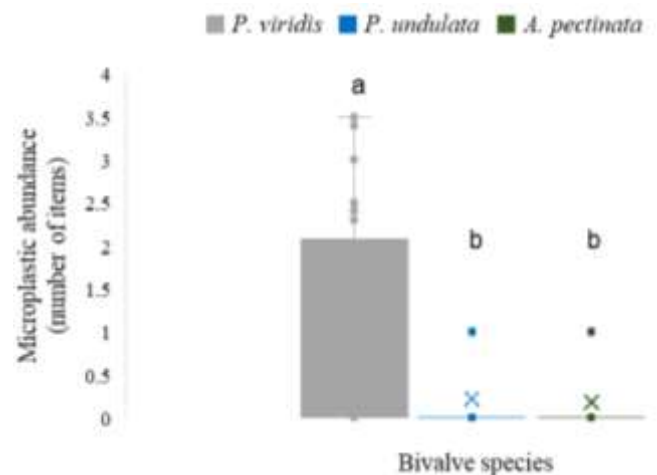 P. viridis P. undulata A. pectinata
Microplastic abundance
(number of items)
4
3.5
3
2.5
2
1.5
1
0.5
0
a
b b
Bivalve species